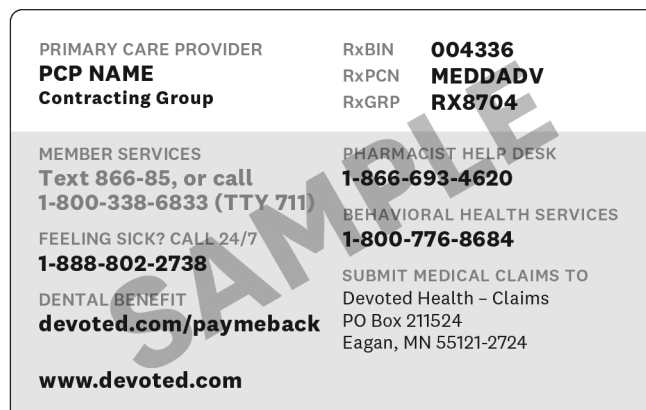 PRIMARY CARE PROVIDER
PCP NAME
Contracting Group
RxBIN 004336
RxPCN MEDDADV
RxGRP RX8704
MEMBER SERVICES
Text 866-85, or call
1-800-338-6833 (TTY 711)
FEELING SICK? CALL 24/7
1-888-802-2738
DENTAL BENEFIT
devoted.com/paymeback
www.devoted.com
PHARMACIST HELP DESK
1-866-693-4620
BEHAVIORAL HEALTH SERVICES
1-800-776-8684
SUBMIT MEDICAL CLAIMS TO
Devoted Health – Claims
PO Box 211524
Eagan, MN 55121-2724
SAMPLE